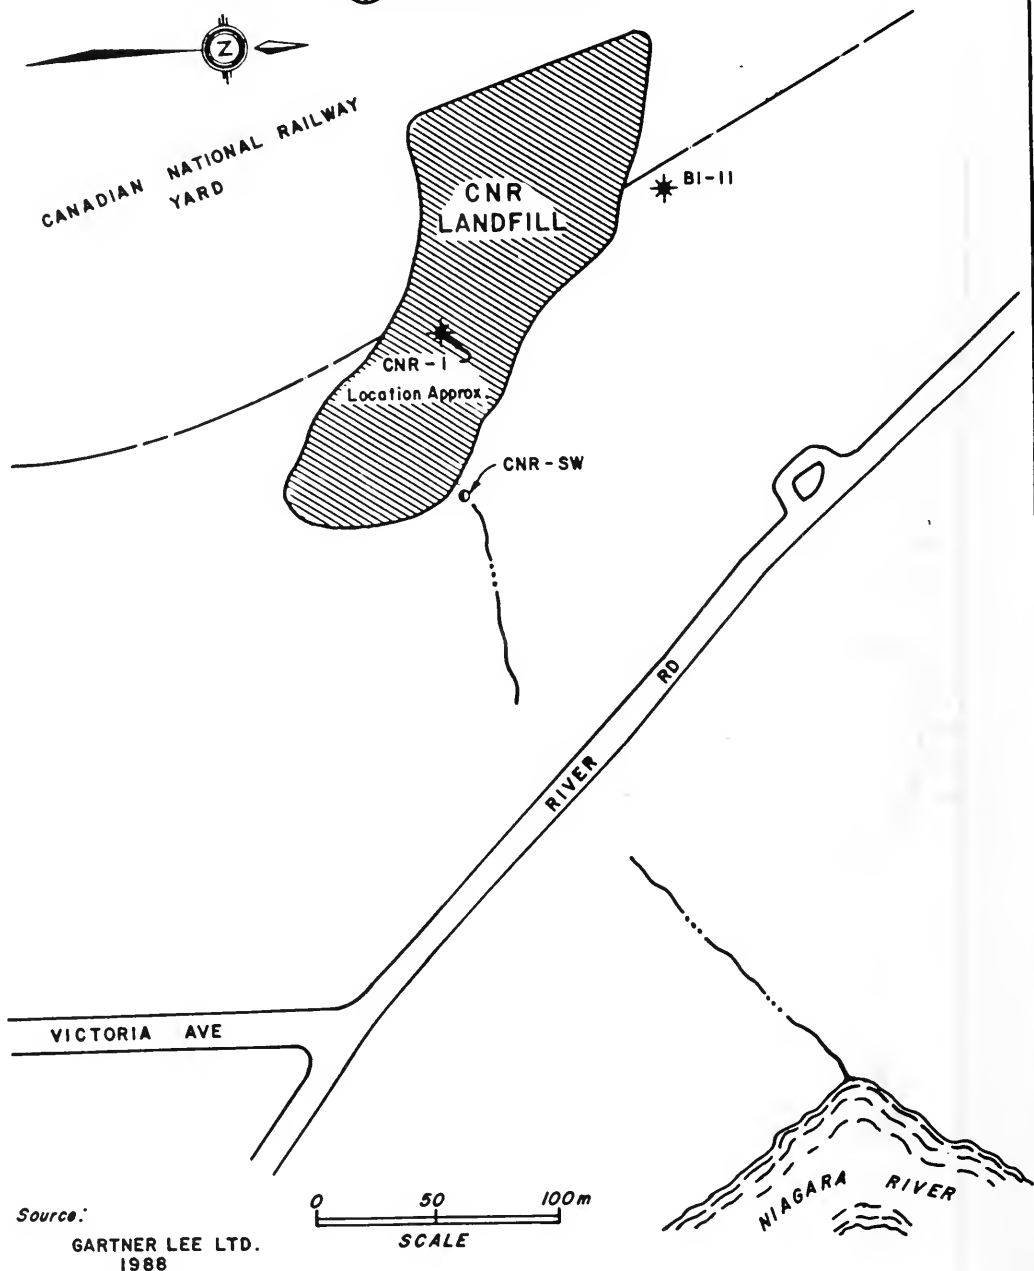 Z
CANADIAN NATIONAL RAILWAY
YARD
CNR
LANDFILL
BI-11
CNR-1
Location Approx.
CNR-SW
RIVER RD
VICTORIA AVE
NIAGARA RIVER
0 50 100m
SCALE
Source:
GARTNER LEE LTD.
1988